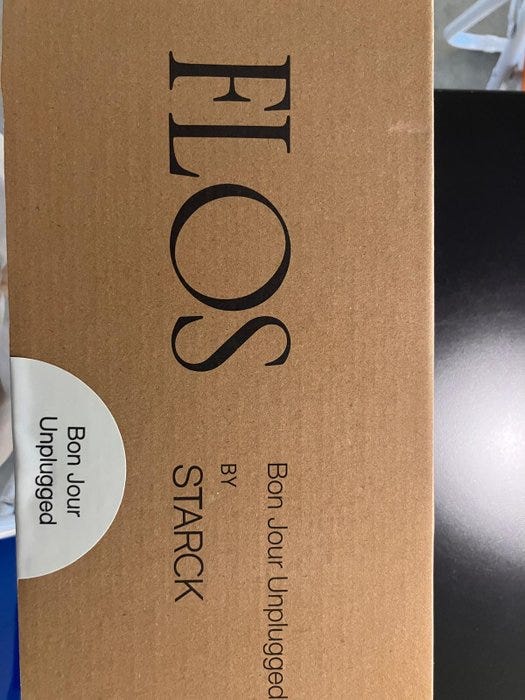 FLOS
Bon Jour Unplugged
BY
STARCK
Bon Jour
Unplugged